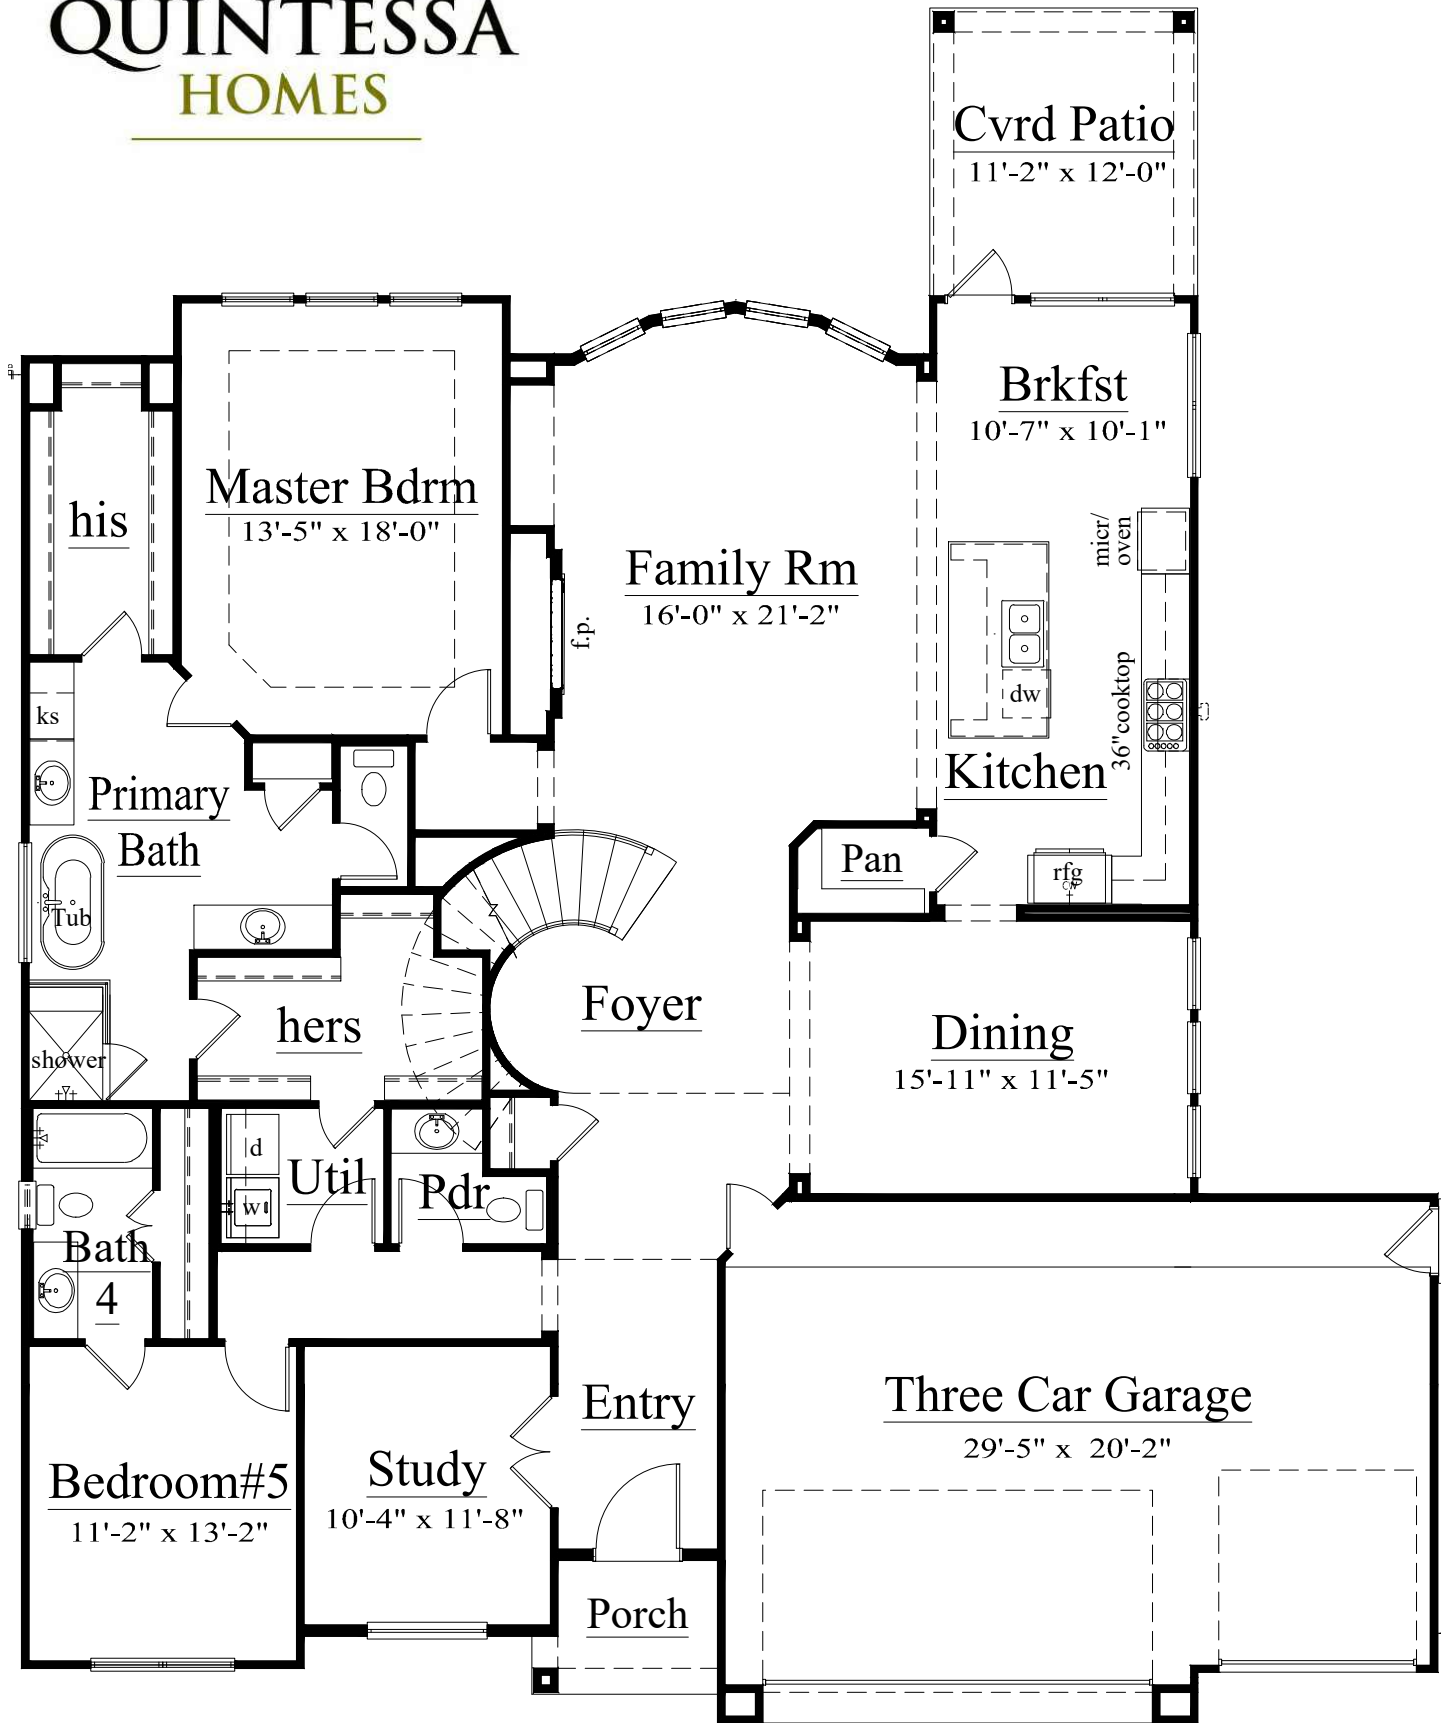 QUINTESSA
HOMES
Cvrd Patio
11'-2" x 12'-0"
Brkfst
10'-7" x 10'-1"
Master Bdrm
13'-5" x 18'-0"
his
micr/
oven
Family Rm
16'-0" x 21'-2"
f.p.
36"cooktop
dw
ks
Kitchen
Primary
Bath
Pan
rfg
CW
Tub
Foyer
hers
Dining
15'-11" x 11'-5"
shower
d
Util
Pdr
w
Bath
4
Entry
Three Car Garage
29'-5" x 20'-2"
Study
10'-4" x 11'-8"
Bedroom#5
11'-2" x 13'-2"
Porch